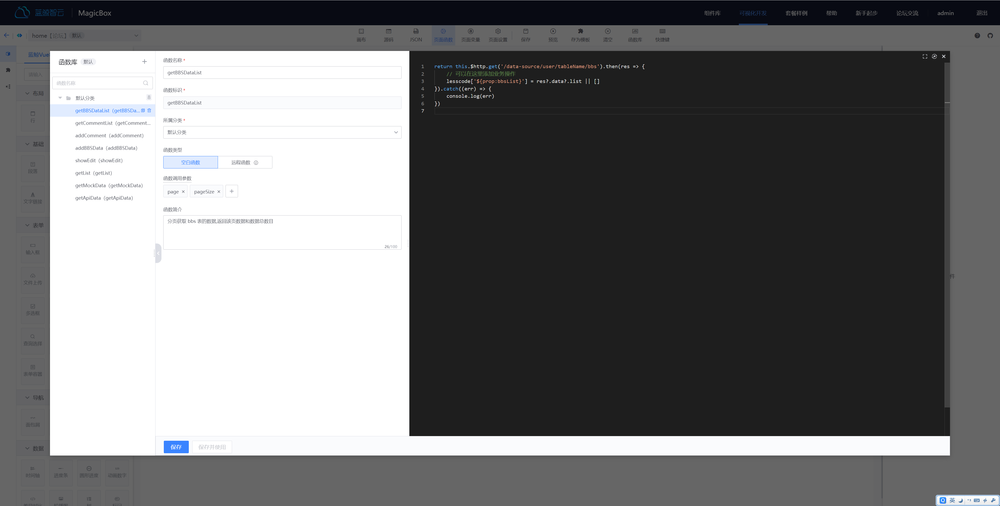 蓝鲸智云
MagicBox
组件库
可视化开发
套餐样例
帮助
新手起步
论坛交流
admin
退出
home【论坛】
默认
画布
源码
JSON
页面函数
页面变量
页面设置
保存
预览
存为模板
清空
函数库
快捷键
蓝鲸Vue
请输入
布局
行
基础
段落
文字链接
表单
输入框
文件上传
多选框
查询选择
表单容器
导航
面包屑
数据
时间轴
进度条
圆形进度
动画数字
函数库
默认
函数名称
默认分类
8
getBBSDataList（getBBSDa...
getCommentList（getComment...
addComment（addComment）
addBBSData（addBBSData）
showEdit（showEdit）
getList（getList）
getMockData（getMockData）
getApiData（getApiData）
函数名称 *
getBBSDataList
函数标识 *
getBBSDataList
所属分类 *
默认分类
函数类型
空白函数
远程函数
函数调用参数
page
pageSize
函数简介
分页获取 bbs 表的数据,返回该页数据和数据总数目
26/100
保存
保存并使用
1 return this.$http.get('/data-source/user/tableName/bbs').then(res => {
2 // 可以在这里添加业务操作
3 lesscode['${prop:bbsList}'] = res?.data?.list || []
4 }).catch((err) => {
5 console.log(err)
6 })
7
件
英